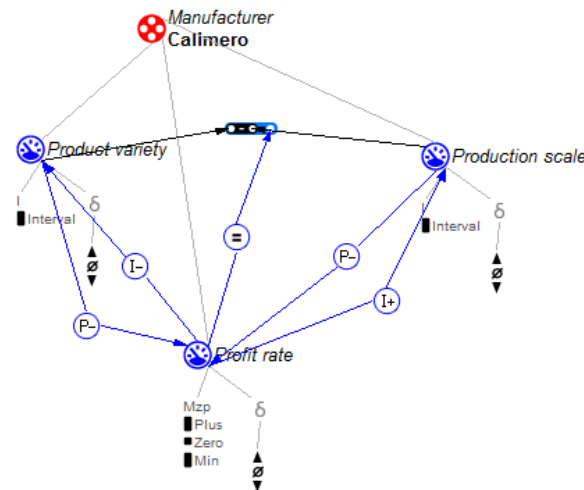 Manufacturer
Calimero
Product variety
Production scale
I
Interval
δ
ø
I
Interval
δ
ø
=
I-
P-
P-
I+
Profit rate
Mzp
Plus
Zero
Min
δ
ø